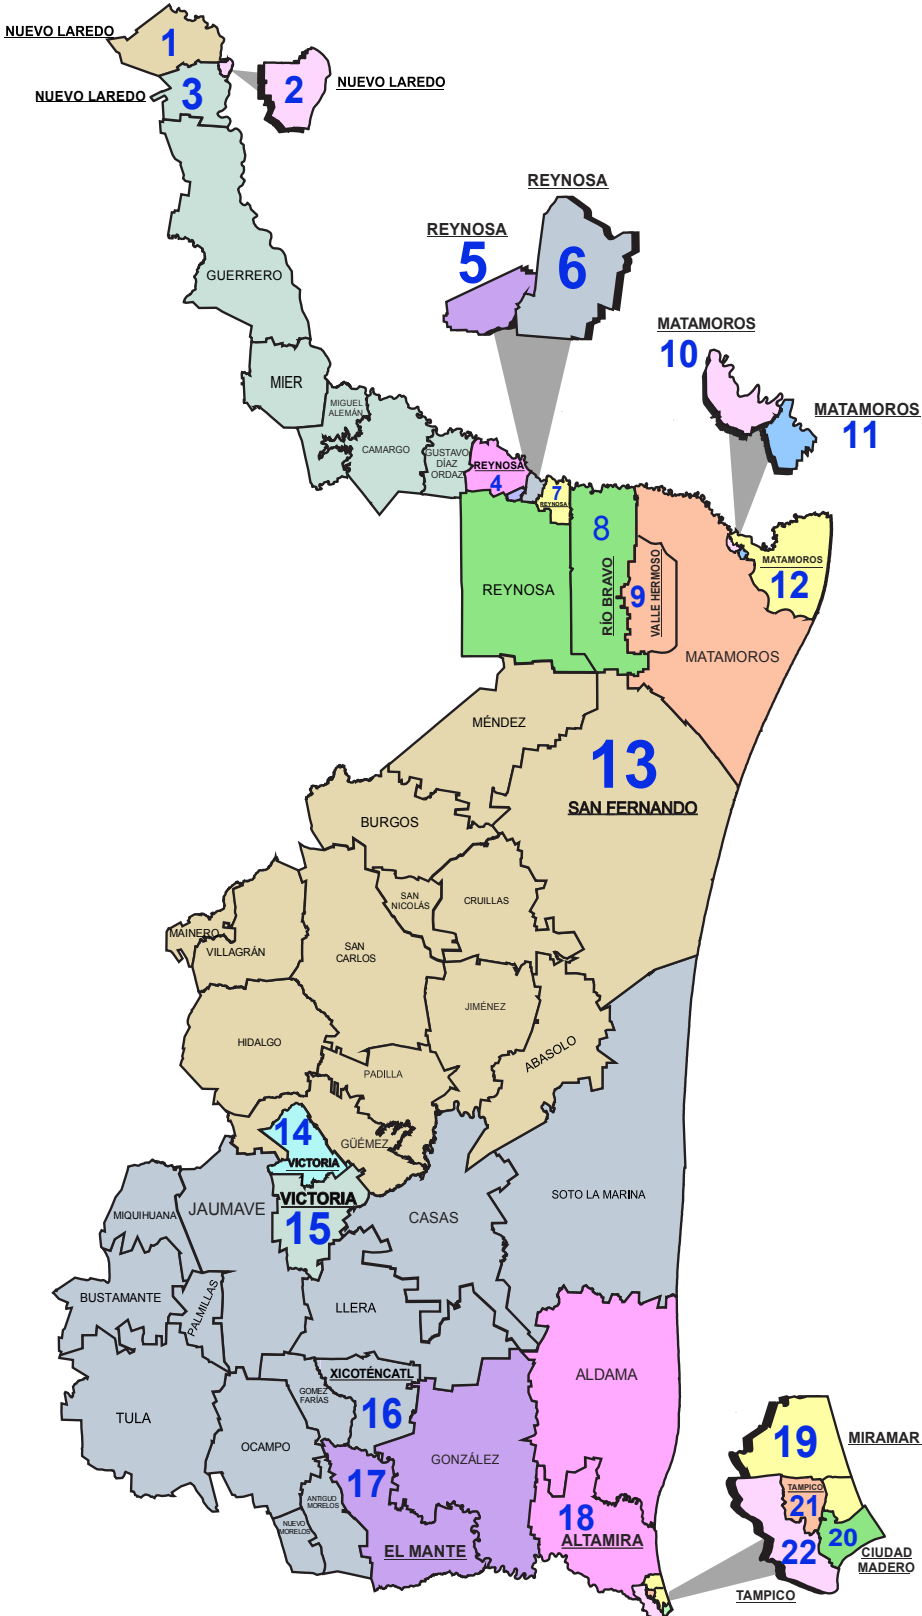 NUEVO LAREDO
1
2
NUEVO LAREDO
NUEVO LAREDO
3
REYNOSA
REYNOSA
5
6
GUERRERO
MATAMOROS
10
MIER
MIGUEL
ALEMÁN
MATAMOROS
11
CAMARGO
GUSTAVO
DÍAZ
ORDAZ
REYNOSA
4
7
REYNOSA
8
RÍO BRAVO
REYNOSA
9
VALLE HERMOSO
MATAMOROS
12
MATAMOROS
MÉNDEZ
13
SAN FERNANDO
BURGOS
SAN
NICOLÁS
CRUILLAS
MAINERO
VILLAGRÁN
SAN
CARLOS
JIMÉNEZ
HIDALGO
ABASOLO
PADILLA
14
VICTORIA
GÜÉMEZ
VICTORIA
15
SOTO LA MARINA
JAUMAVE
MIQUIHUANA
CASAS
BUSTAMANTE
PALMILLAS
LLERA
XICOTÉNCATL
16
ALDAMA
GOMEZ
FARÍAS
TULA
OCAMPO
GONZÁLEZ
17
ANTIGUO
MORELOS
NUEVO
MORELOS
EL MANTE
18
ALTAMIRA
19
MIRAMAR
TAMPICO
21
20
22
CIUDAD
MADERO
TAMPICO